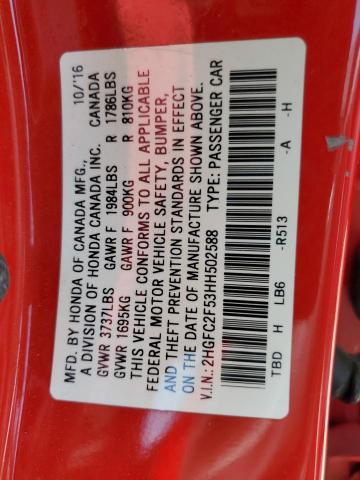 MFD. BY HONDA OF CANADA MFG., 10/'16
A DIVISION OF HONDA CANADA INC. CANADA
GVWR 3737LBS GAWR F 1984LBS R 1786LBS
GVWR 1695KG GAWR F 900KG R 810KG
THIS VEHICLE CONFORMS TO ALL APPLICABLE
FEDERAL MOTOR VEHICLE SAFETY, BUMPER,
AND THEFT PREVENTION STANDARDS IN EFFECT
ON THE DATE OF MANUFACTURE SHOWN ABOVE.
V.I.N.: 2HGFC2F53HH502588 TYPE: PASSENGER CAR
TBD H LB6 -R513 -A -H